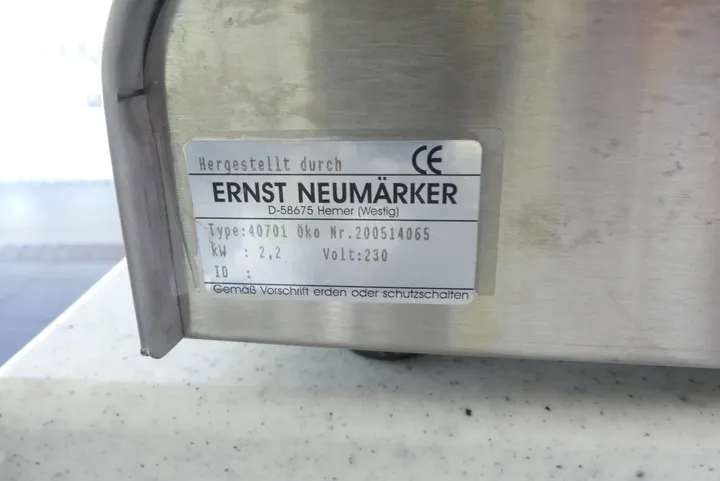 Hergestellt durch CE
ERNST NEUMÄRKER
D-58675 Hemer (Westig)
Type:40701 Öko Nr.200514065
kW : 2,2 Volt:230
ID :
Gemäß Vorschrift erden oder schutzschalten